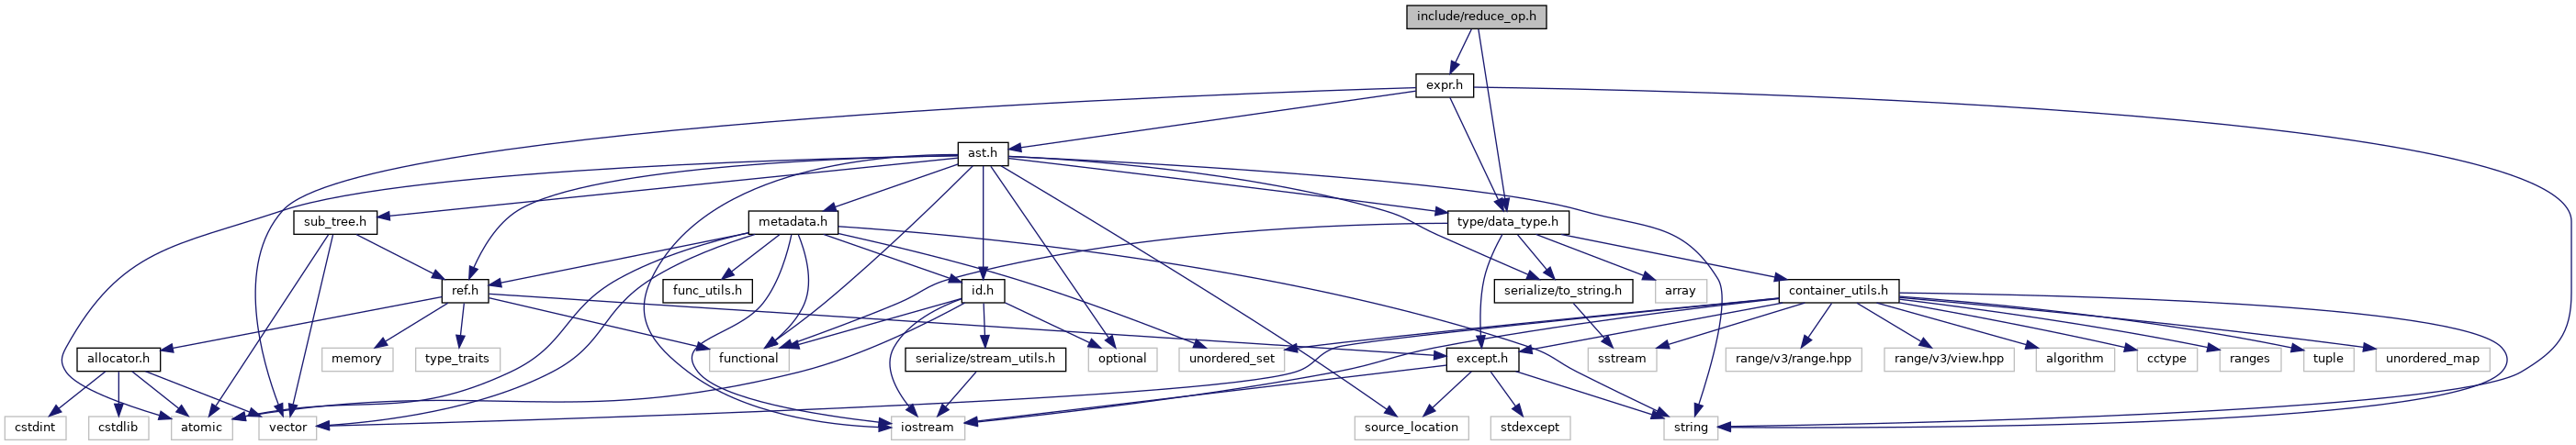 include/reduce_op.h
expr.h
ast.h
sub_tree.h
metadata.h
type/data_type.h
ref.h
func_utils.h
id.h
serialize/to_string.h
array
container_utils.h
allocator.h
memory
type_traits
functional
serialize/stream_utils.h
optional
unordered_set
except.h
sstream
range/v3/range.hpp
range/v3/view.hpp
algorithm
cctype
ranges
tuple
unordered_map
cstdint
cstdlib
atomic
vector
iostream
source_location
stdexcept
string